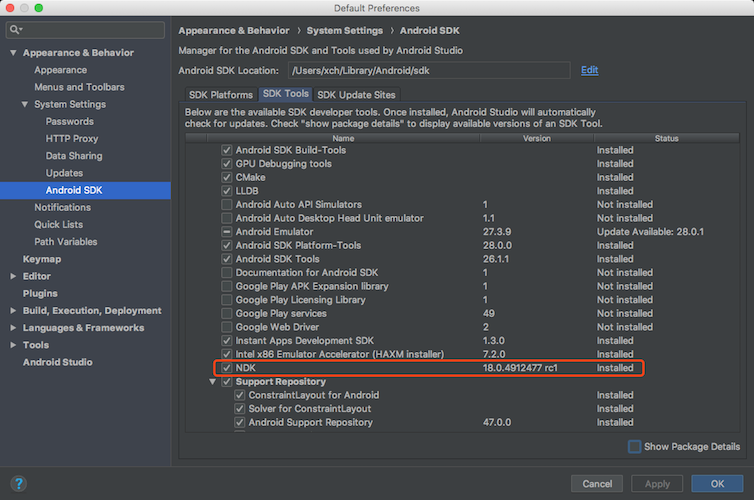 Default Preferences
Appearance & Behavior
Appearance
Menus and Toolbars
System Settings
Passwords
HTTP Proxy
Data Sharing
Updates
Android SDK
Notifications
Quick Lists
Path Variables
Keymap
Editor
Plugins
Build, Execution, Deployment
Languages & Frameworks
Tools
Android Studio
Appearance & Behavior › System Settings › Android SDK
Manager for the Android SDK and Tools used by Android Studio
Android SDK Location: /Users/xch/Library/Android/sdk Edit
SDK Platforms SDK Tools SDK Update Sites
Below are the available SDK developer tools. Once installed, Android Studio will automatically
check for updates. Check "show package details" to display available versions of an SDK Tool.
Name Version Status
Android SDK Build-Tools Installed
GPU Debugging tools Installed
CMake Installed
LLDB Installed
Android Auto API Simulators 1 Not installed
Android Auto Desktop Head Unit emulator 1.1 Not installed
Android Emulator 27.3.9 Update Available: 28.0.1
Android SDK Platform-Tools 28.0.0 Installed
Android SDK Tools 26.1.1 Installed
Documentation for Android SDK 1 Not installed
Google Play APK Expansion library 1 Not installed
Google Play Licensing Library 1 Not installed
Google Play services 49 Not installed
Google Web Driver 2 Not installed
Instant Apps Development SDK 1.3.0 Installed
Intel x86 Emulator Accelerator (HAXM installer) 7.2.0 Installed
NDK 18.0.4912477 rc1 Installed
Support Repository
ConstraintLayout for Android Installed
Solver for ConstraintLayout Installed
Android Support Repository 47.0.0 Installed
Show Package Details
? Cancel Apply OK